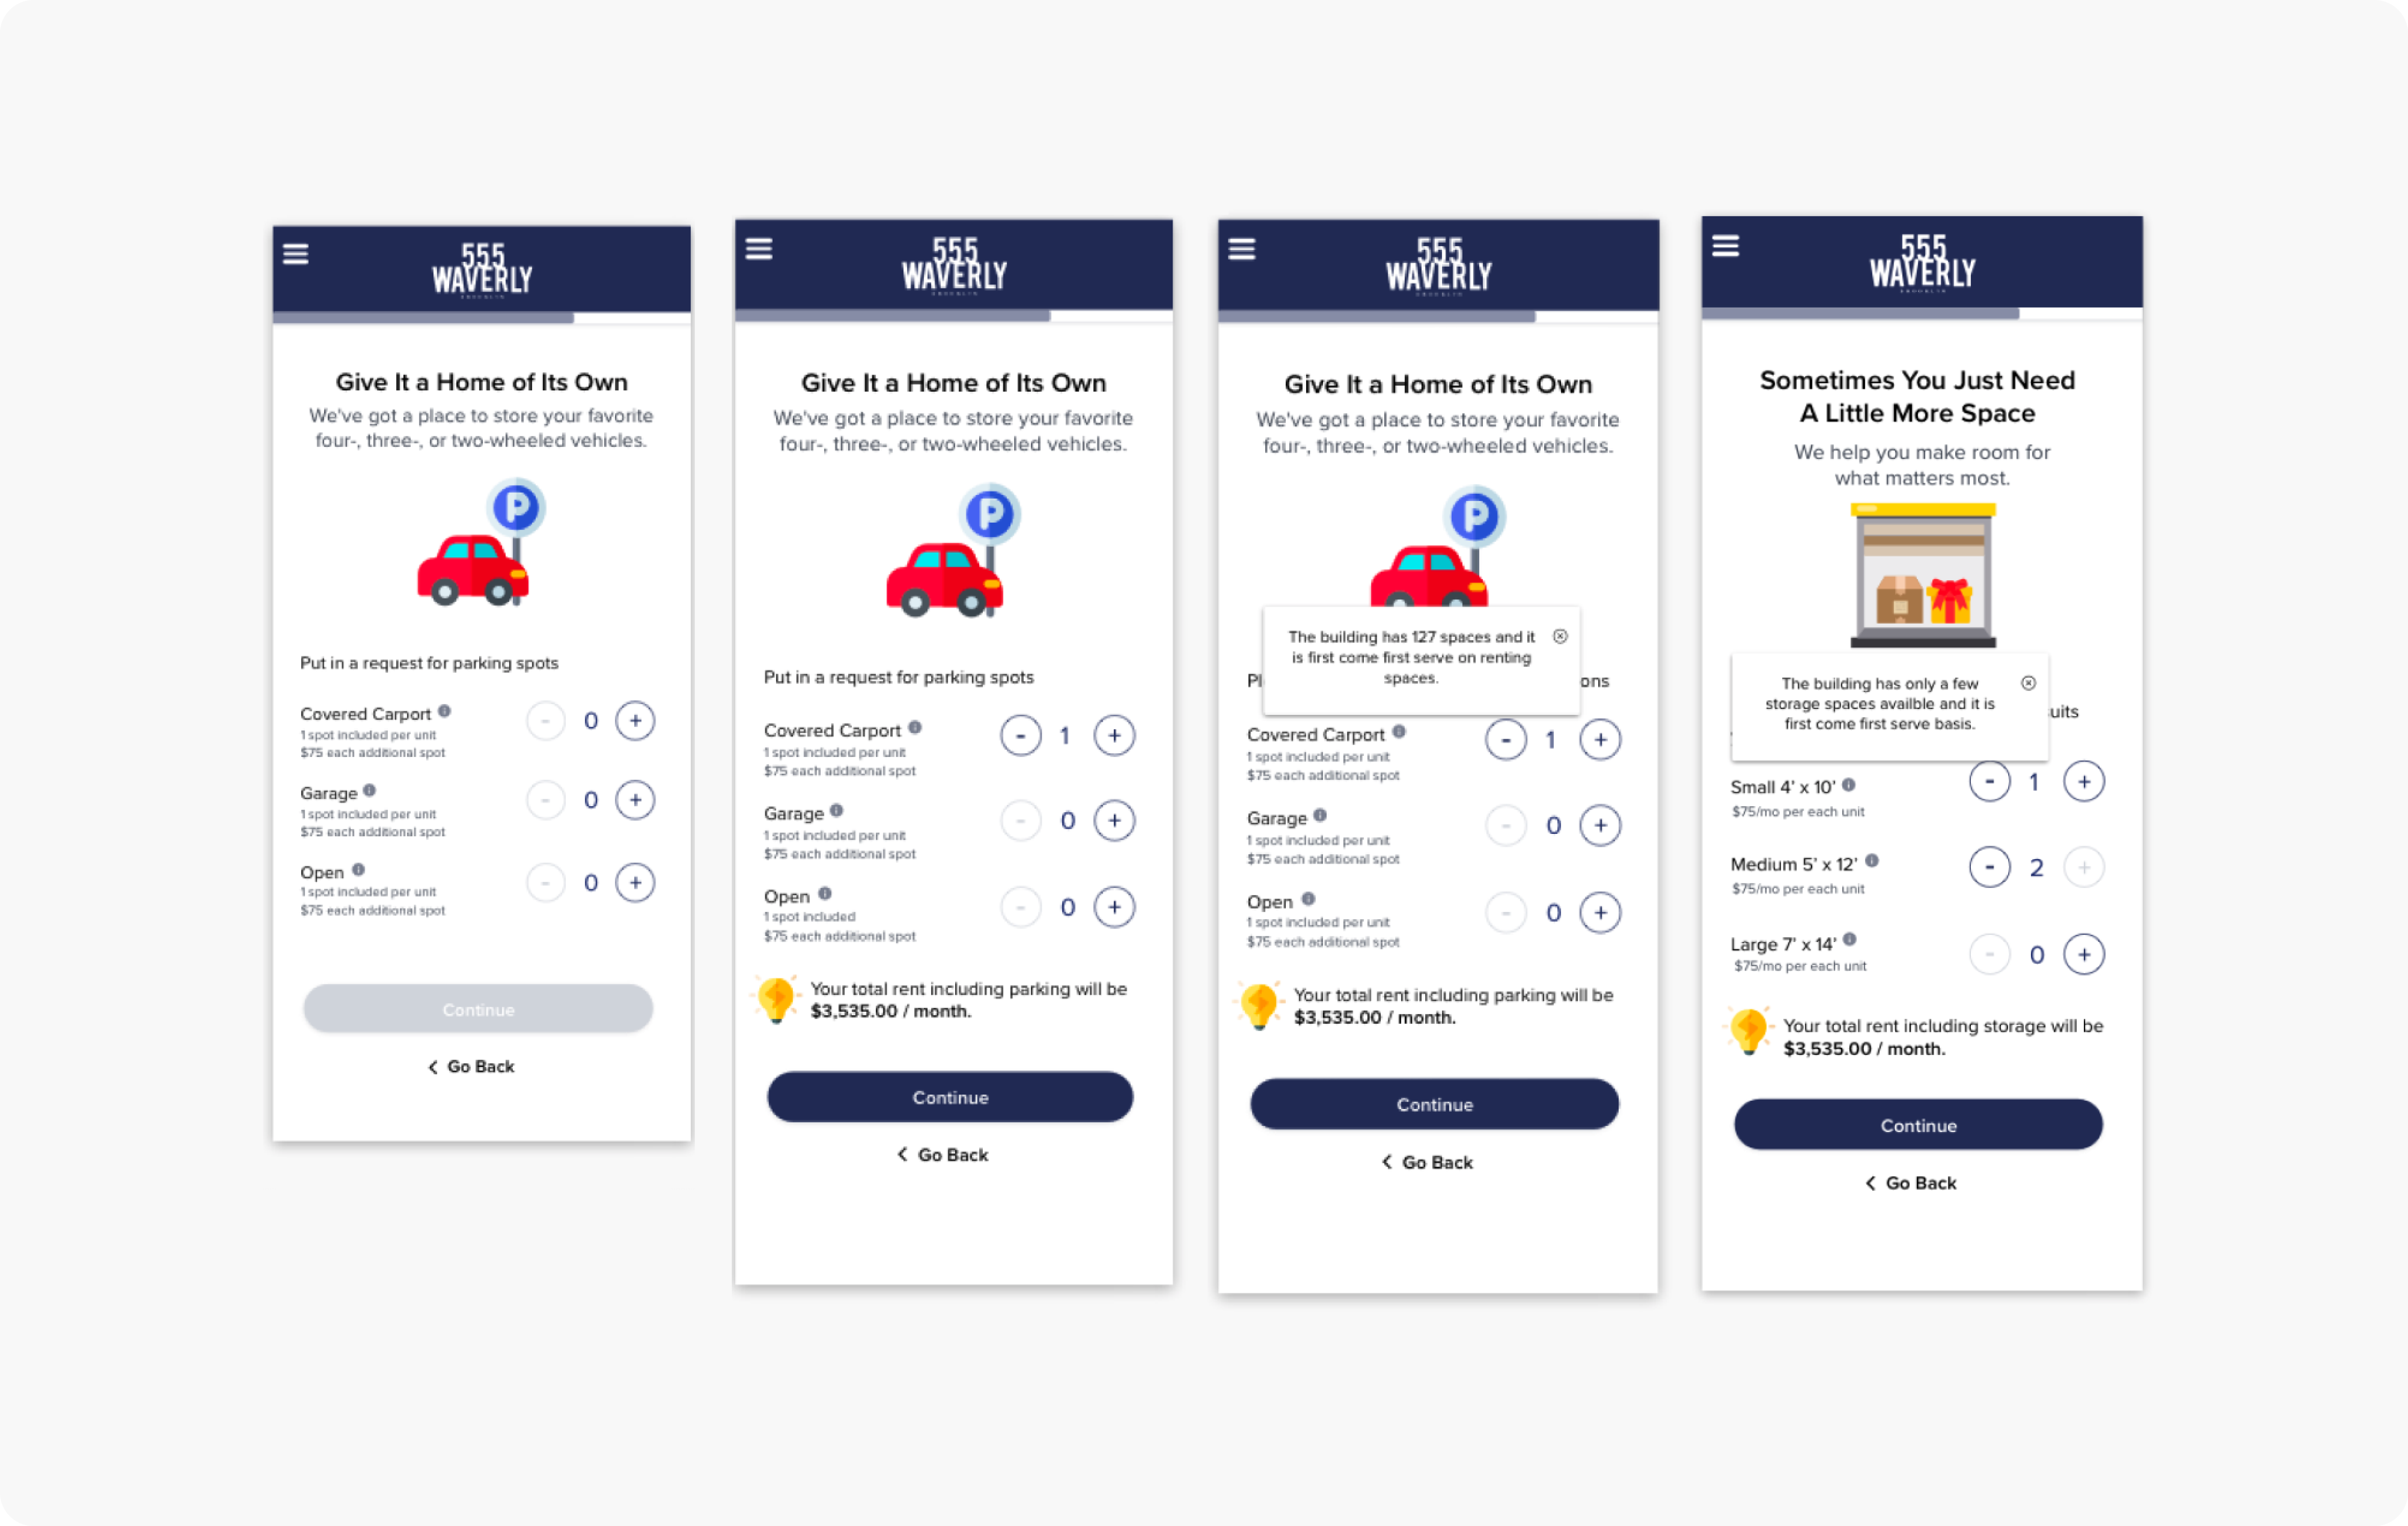 555
WAVERLY
BROOKLYN
Give It a Home of Its Own
We've got a place to store your favorite
four-, three-, or two-wheeled vehicles.
P
Put in a request for parking spots
Covered Carport
1 spot included per unit
$75 each additional spot
- 0 +
Garage
1 spot included per unit
$75 each additional spot
- 0 +
Open
1 spot included per unit
$75 each additional spot
- 0 +
Continue
< Go Back
555
WAVERLY
BROOKLYN
Give It a Home of Its Own
We've got a place to store your favorite
four-, three-, or two-wheeled vehicles.
P
Put in a request for parking spots
Covered Carport
1 spot included per unit
$75 each additional spot
- 1 +
Garage
1 spot included per unit
$75 each additional spot
- 0 +
Open
1 spot included
$75 each additional spot
- 0 +
Your total rent including parking will be
$3,535.00 / month.
Continue
< Go Back
555
WAVERLY
BROOKLYN
Give It a Home of Its Own
We've got a place to store your favorite
four-, three-, or two-wheeled vehicles.
P
The building has 127 spaces and it
is first come first serve on renting
spaces.
Covered Carport
1 spot included per unit
$75 each additional spot
- 1 +
Garage
1 spot included per unit
$75 each additional spot
- 0 +
Open
1 spot included per unit
$75 each additional spot
- 0 +
Your total rent including parking will be
$3,535.00 / month.
Continue
< Go Back
555
WAVERLY
BROOKLYN
Sometimes You Just Need
A Little More Space
We help you make room for
what matters most.
The building has only a few
storage spaces availble and it is
first come first serve basis.
Small 4' x 10'
$75/mo per each unit
- 1 +
Medium 5' x 12'
$75/mo per each unit
- 2 +
Large 7' x 14'
$75/mo per each unit
- 0 +
Your total rent including storage will be
$3,535.00 / month.
Continue
< Go Back